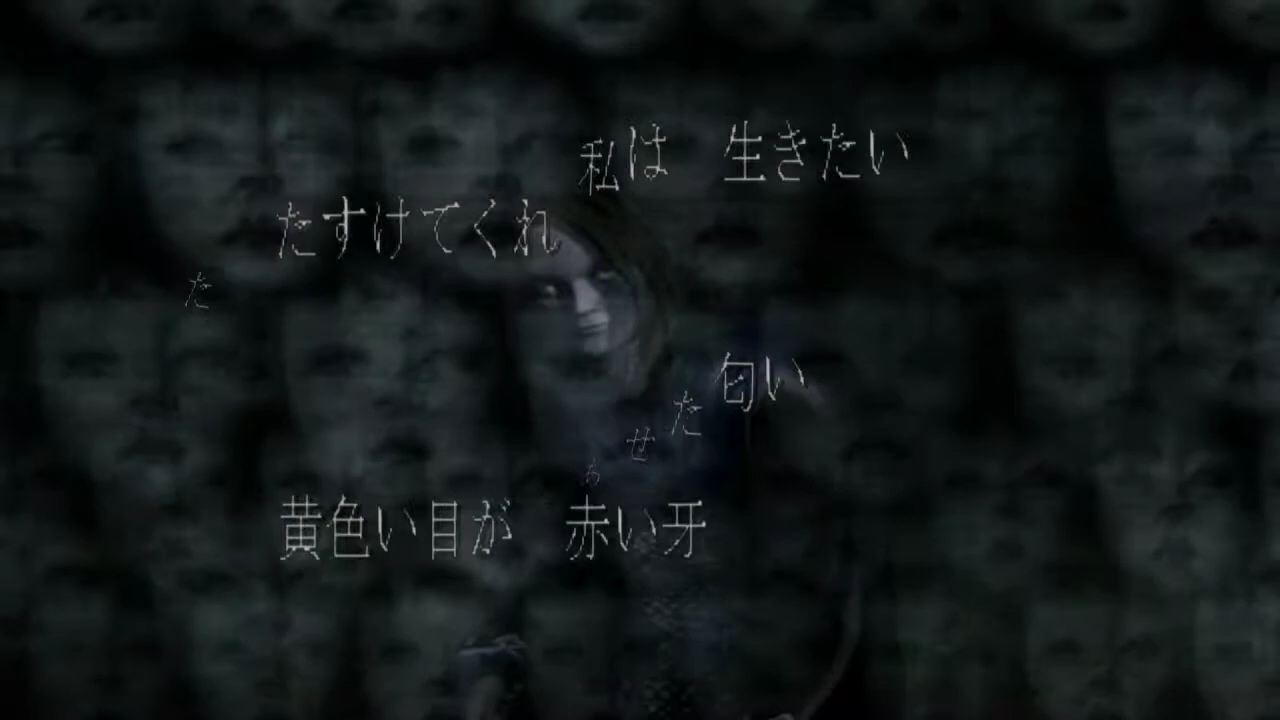 私は 生きたい
たすけてくれ
た
匂い
た
せ
黄色い目が 赤い牙